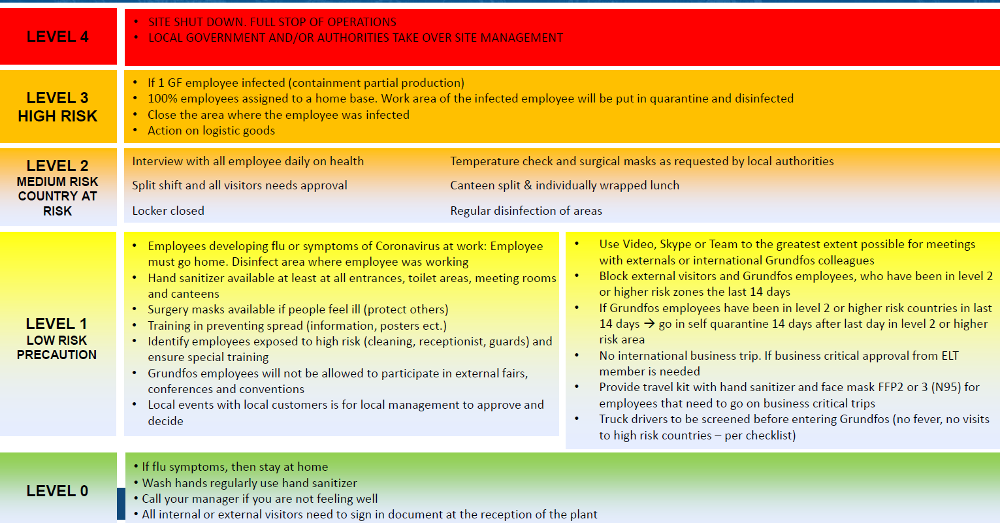 LEVEL 4
• SITE SHUT DOWN. FULL STOP OF OPERATIONS
• LOCAL GOVERNMENT AND/OR AUTHORITIES TAKE OVER SITE MANAGEMENT
LEVEL 3
HIGH RISK
• If 1 GF employee infected (containment partial production)
• 100% employees assigned to a home base. Work area of the infected employee will be put in quarantine and disinfected
• Close the area where the employee was infected
• Action on logistic goods
LEVEL 2
MEDIUM RISK
COUNTRY AT
RISK
Interview with all employee daily on health
Split shift and all visitors needs approval
Locker closed
Temperature check and surgical masks as requested by local authorities
Canteen split & individually wrapped lunch
Regular disinfection of areas
LEVEL 1
LOW RISK
PRECAUTION
• Employees developing flu or symptoms of Coronavirus at work: Employee
must go home. Disinfect area where employee was working
• Hand sanitizer available at least at all entrances, toilet areas, meeting rooms
and canteens
• Surgery masks available if people feel ill (protect others)
• Training in preventing spread (information, posters ect.)
• Identify employees exposed to high risk (cleaning, receptionist, guards) and
ensure special training
• Grundfos employees will not be allowed to participate in external fairs,
conferences and conventions
• Local events with local customers is for local management to approve and
decide
• Use Video, Skype or Team to the greatest extent possible for meetings
with externals or international Grundfos colleagues
• Block external visitors and Grundfos employees, who have been in level 2
or higher risk zones the last 14 days
• If Grundfos employees have been in level 2 or higher risk countries in last
14 days → go in self quarantine 14 days after last day in level 2 or higher
risk area
• No international business trip. If business critical approval from ELT
member is needed
• Provide travel kit with hand sanitizer and face mask FFP2 or 3 (N95) for
employees that need to go on business critical trips
• Truck drivers to be screened before entering Grundfos (no fever, no visits
to high risk countries – per checklist)
LEVEL 0
• If flu symptoms, then stay at home
• Wash hands regularly use hand sanitizer
• Call your manager if you are not feeling well
• All internal or external visitors need to sign in document at the reception of the plant